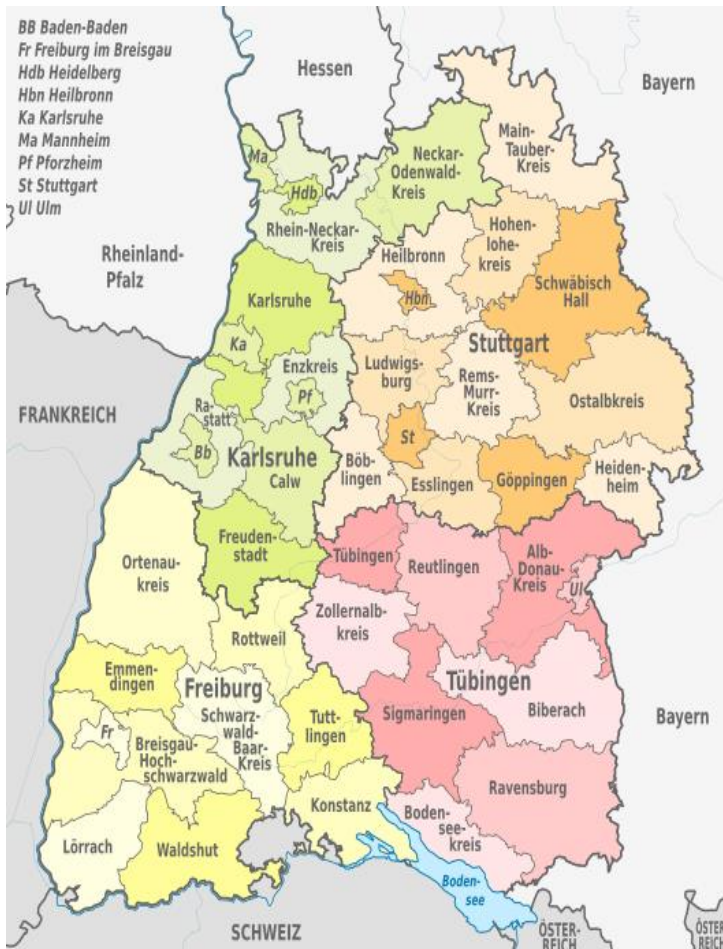 BB Baden-Baden
Fr Freiburg im Breisgau
Hdb Heidelberg
Hbn Heilbronn
Ka Karlsruhe
Ma Mannheim
Pf Pforzheim
St Stuttgart
Ul Ulm
Hessen
Bayern
Main-
Tauber-
Kreis
Neckar-
Odenwald-
Kreis
Ma
Hdb
Rhein-Neckar-
Kreis
Rheinland-
Pfalz
Heilbronn
Hbn
Hohen-
lohe-
kreis
Schwäbisch
Hall
Karlsruhe
Ka
Enzkreis
Pf
Stuttgart
Ludwigs-
burg
Rems-
Murr-
Kreis
Ostalbkreis
FRANKREICH
Ra-
statt
Bb
Karlsruhe
Calw
St
Böb-
lingen
Esslingen
Göppingen
Heiden-
heim
Freuden-
stadt
Ortenau-
kreis
Tübingen
Reutlingen
Alb-
Donau-
Kreis
Ul
Zollernalb-
kreis
Rottweil
Emmen-
dingen
Freiburg
Schwarz-
wald-
Baar-
Kreis
Tutt-
lingen
Tübingen
Sigmaringen
Biberach
Bayern
Fr
Breisgau-
Hoch-
schwarzwald
Konstanz
Ravensburg
Boden-
see-
kreis
Lörrach
Waldshut
Boden-
see
SCHWEIZ
ÖSTER-
REICH
ÖSTER
REICH